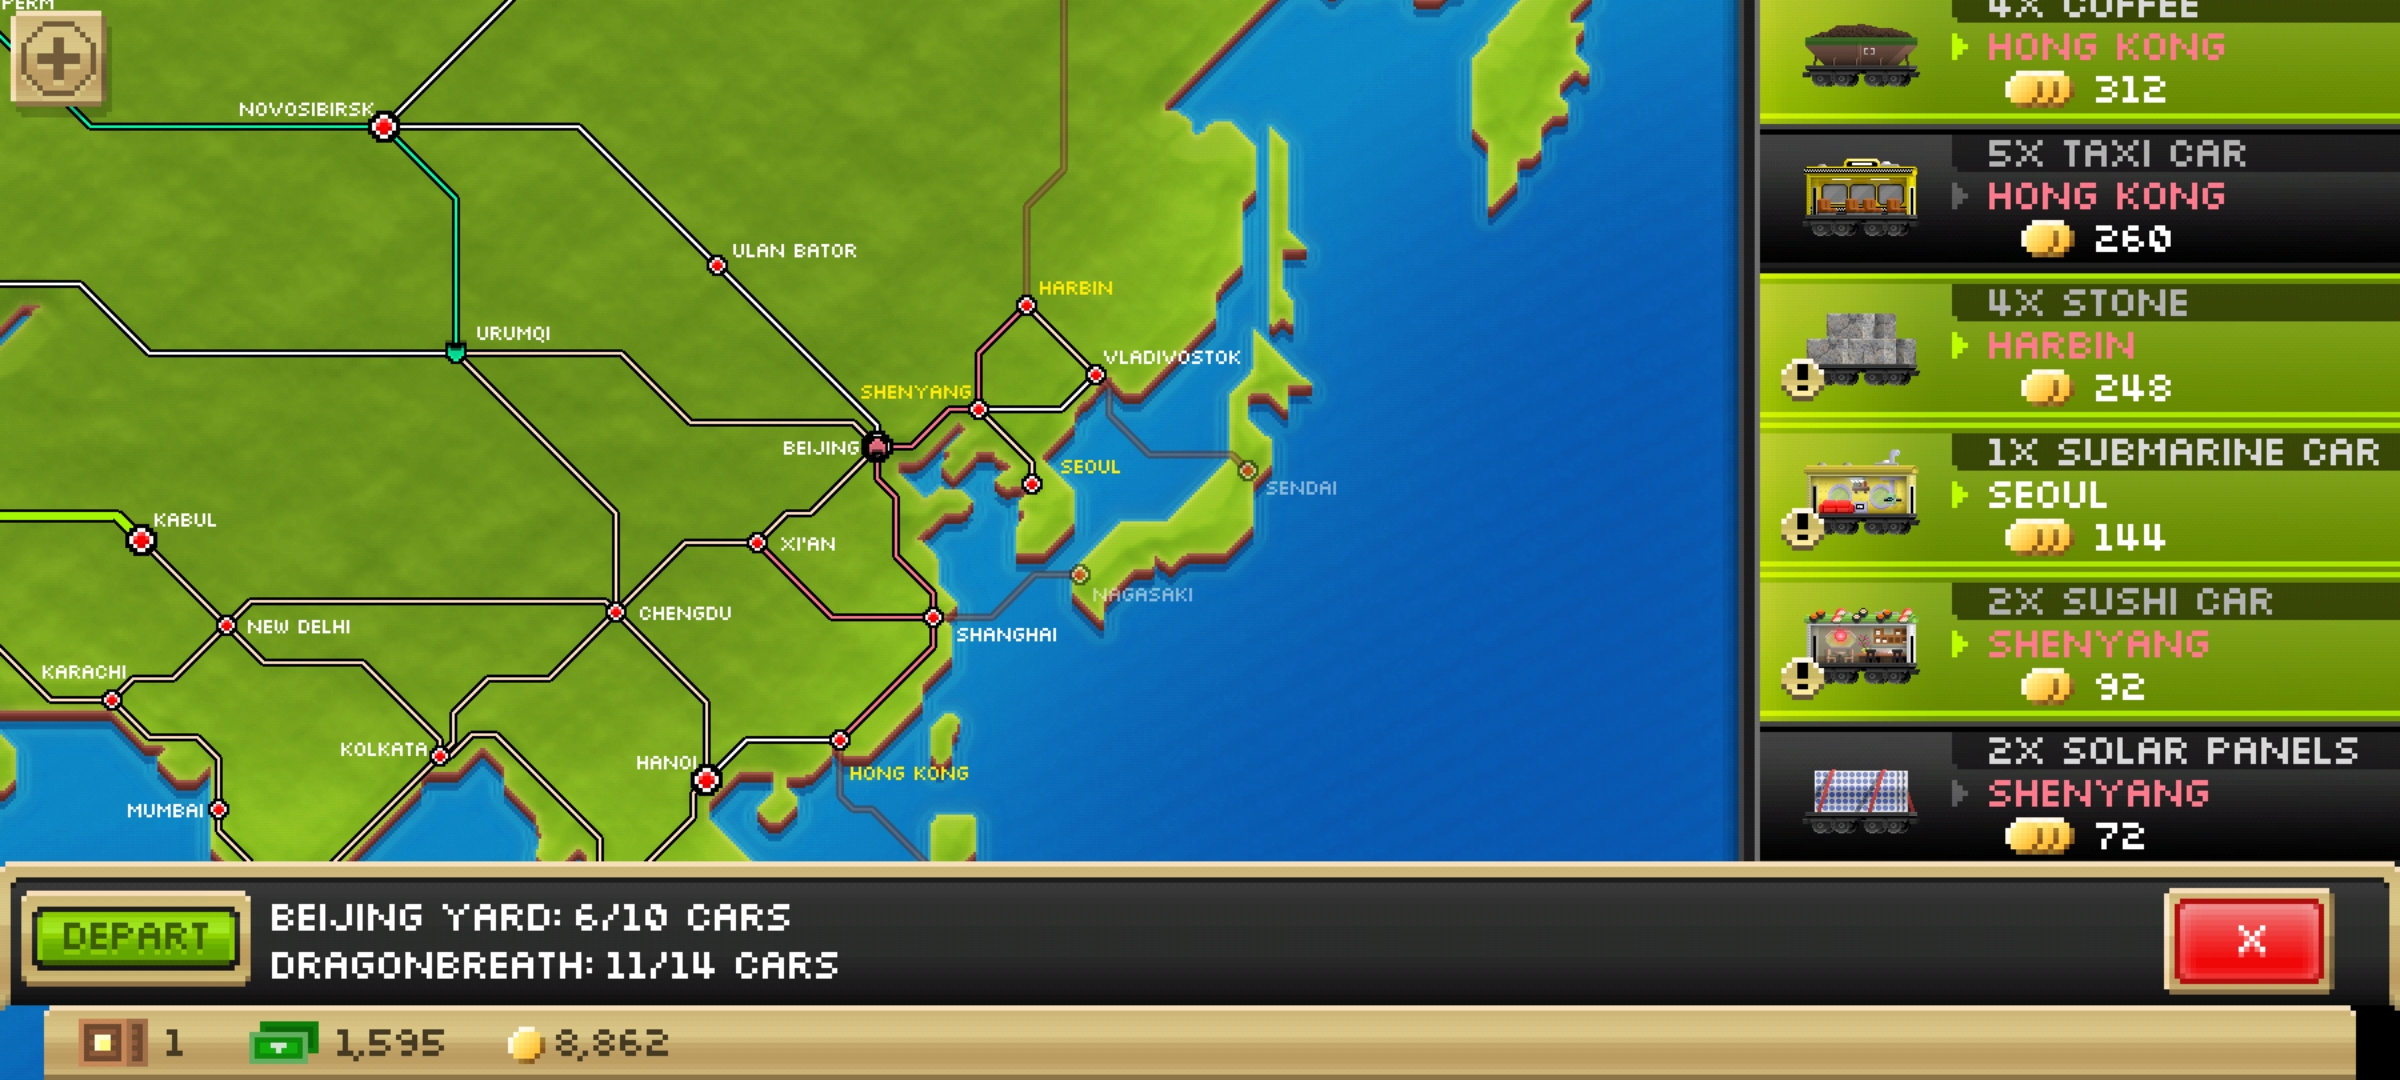 PERM
NOVOSIBIRSK
ULAN BATOR
HARBIN
URUMQI
VLADIVOSTOK
SHENYANG
BEIJING
SEOUL
SENDAI
KABUL
XI'AN
NAGASAKI
NEW DELHI
CHENGDU
SHANGHAI
KARACHI
KOLKATA
HANOI
HONG KONG
MUMBAI
4X COFFEE
HONG KONG
312
5X TAXI CAR
HONG KONG
260
4X STONE
HARBIN
248
1X SUBMARINE CAR
SEOUL
144
2X SUSHI CAR
SHENYANG
92
2X SOLAR PANELS
SHENYANG
72
DEPART
BEIJING YARD: 6/10 CARS
DRAGONBREATH: 11/14 CARS
X
1
1,595
8,862